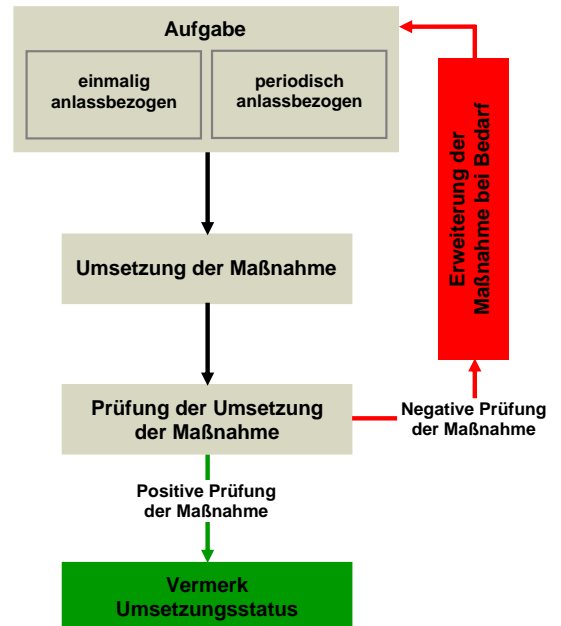 Aufgabe
einmalig
anlassbezogen
periodisch
anlassbezogen
Umsetzung der Maßnahme
Prüfung der Umsetzung
der Maßnahme
Negative Prüfung
der Maßnahme
Erweiterung der
Maßnahme bei Bedarf
Positive Prüfung
der Maßnahme
Vermerk
Umsetzungsstatus